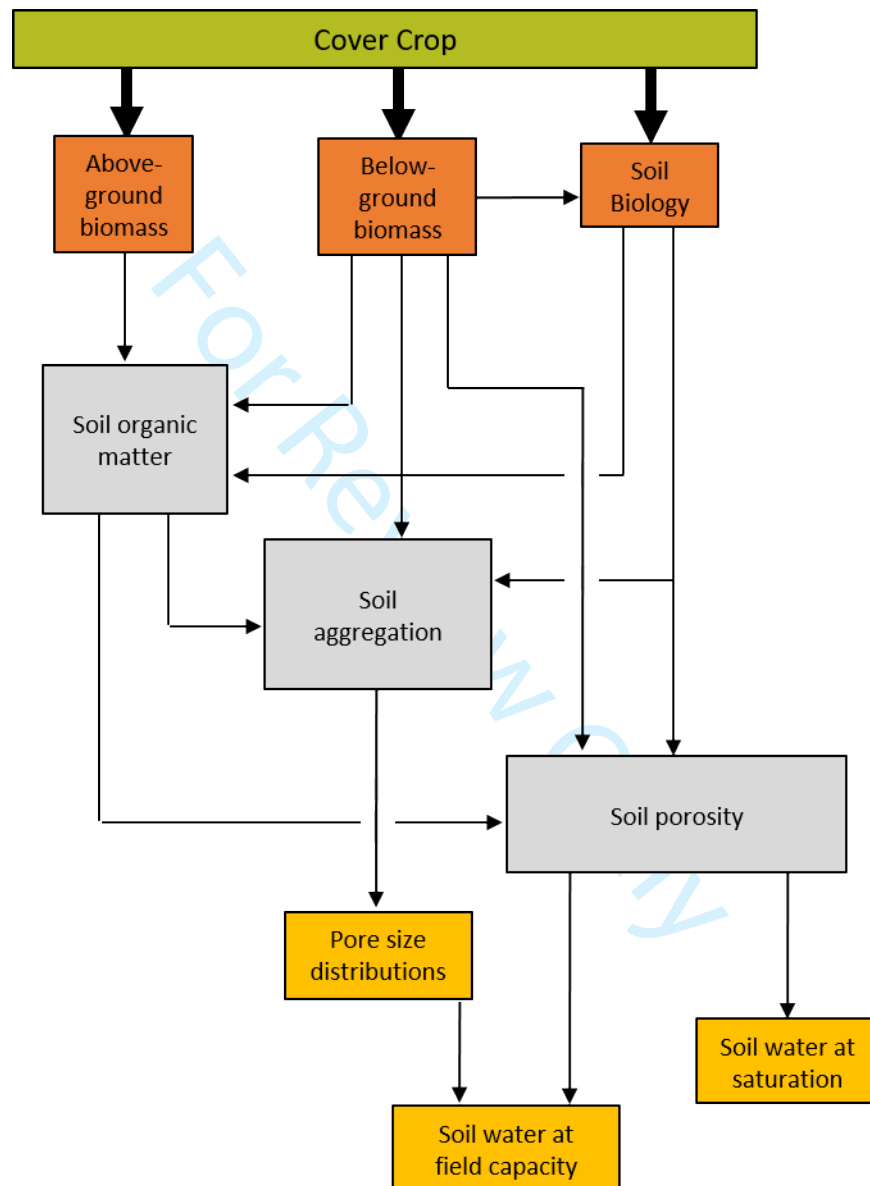 Cover Crop
Above-
ground
biomass
Below-
ground
biomass
Soil
Biology
Soil organic
matter
Soil
aggregation
Soil porosity
Pore size
distributions
Soil water at
saturation
Soil water at
field capacity
For Review Only